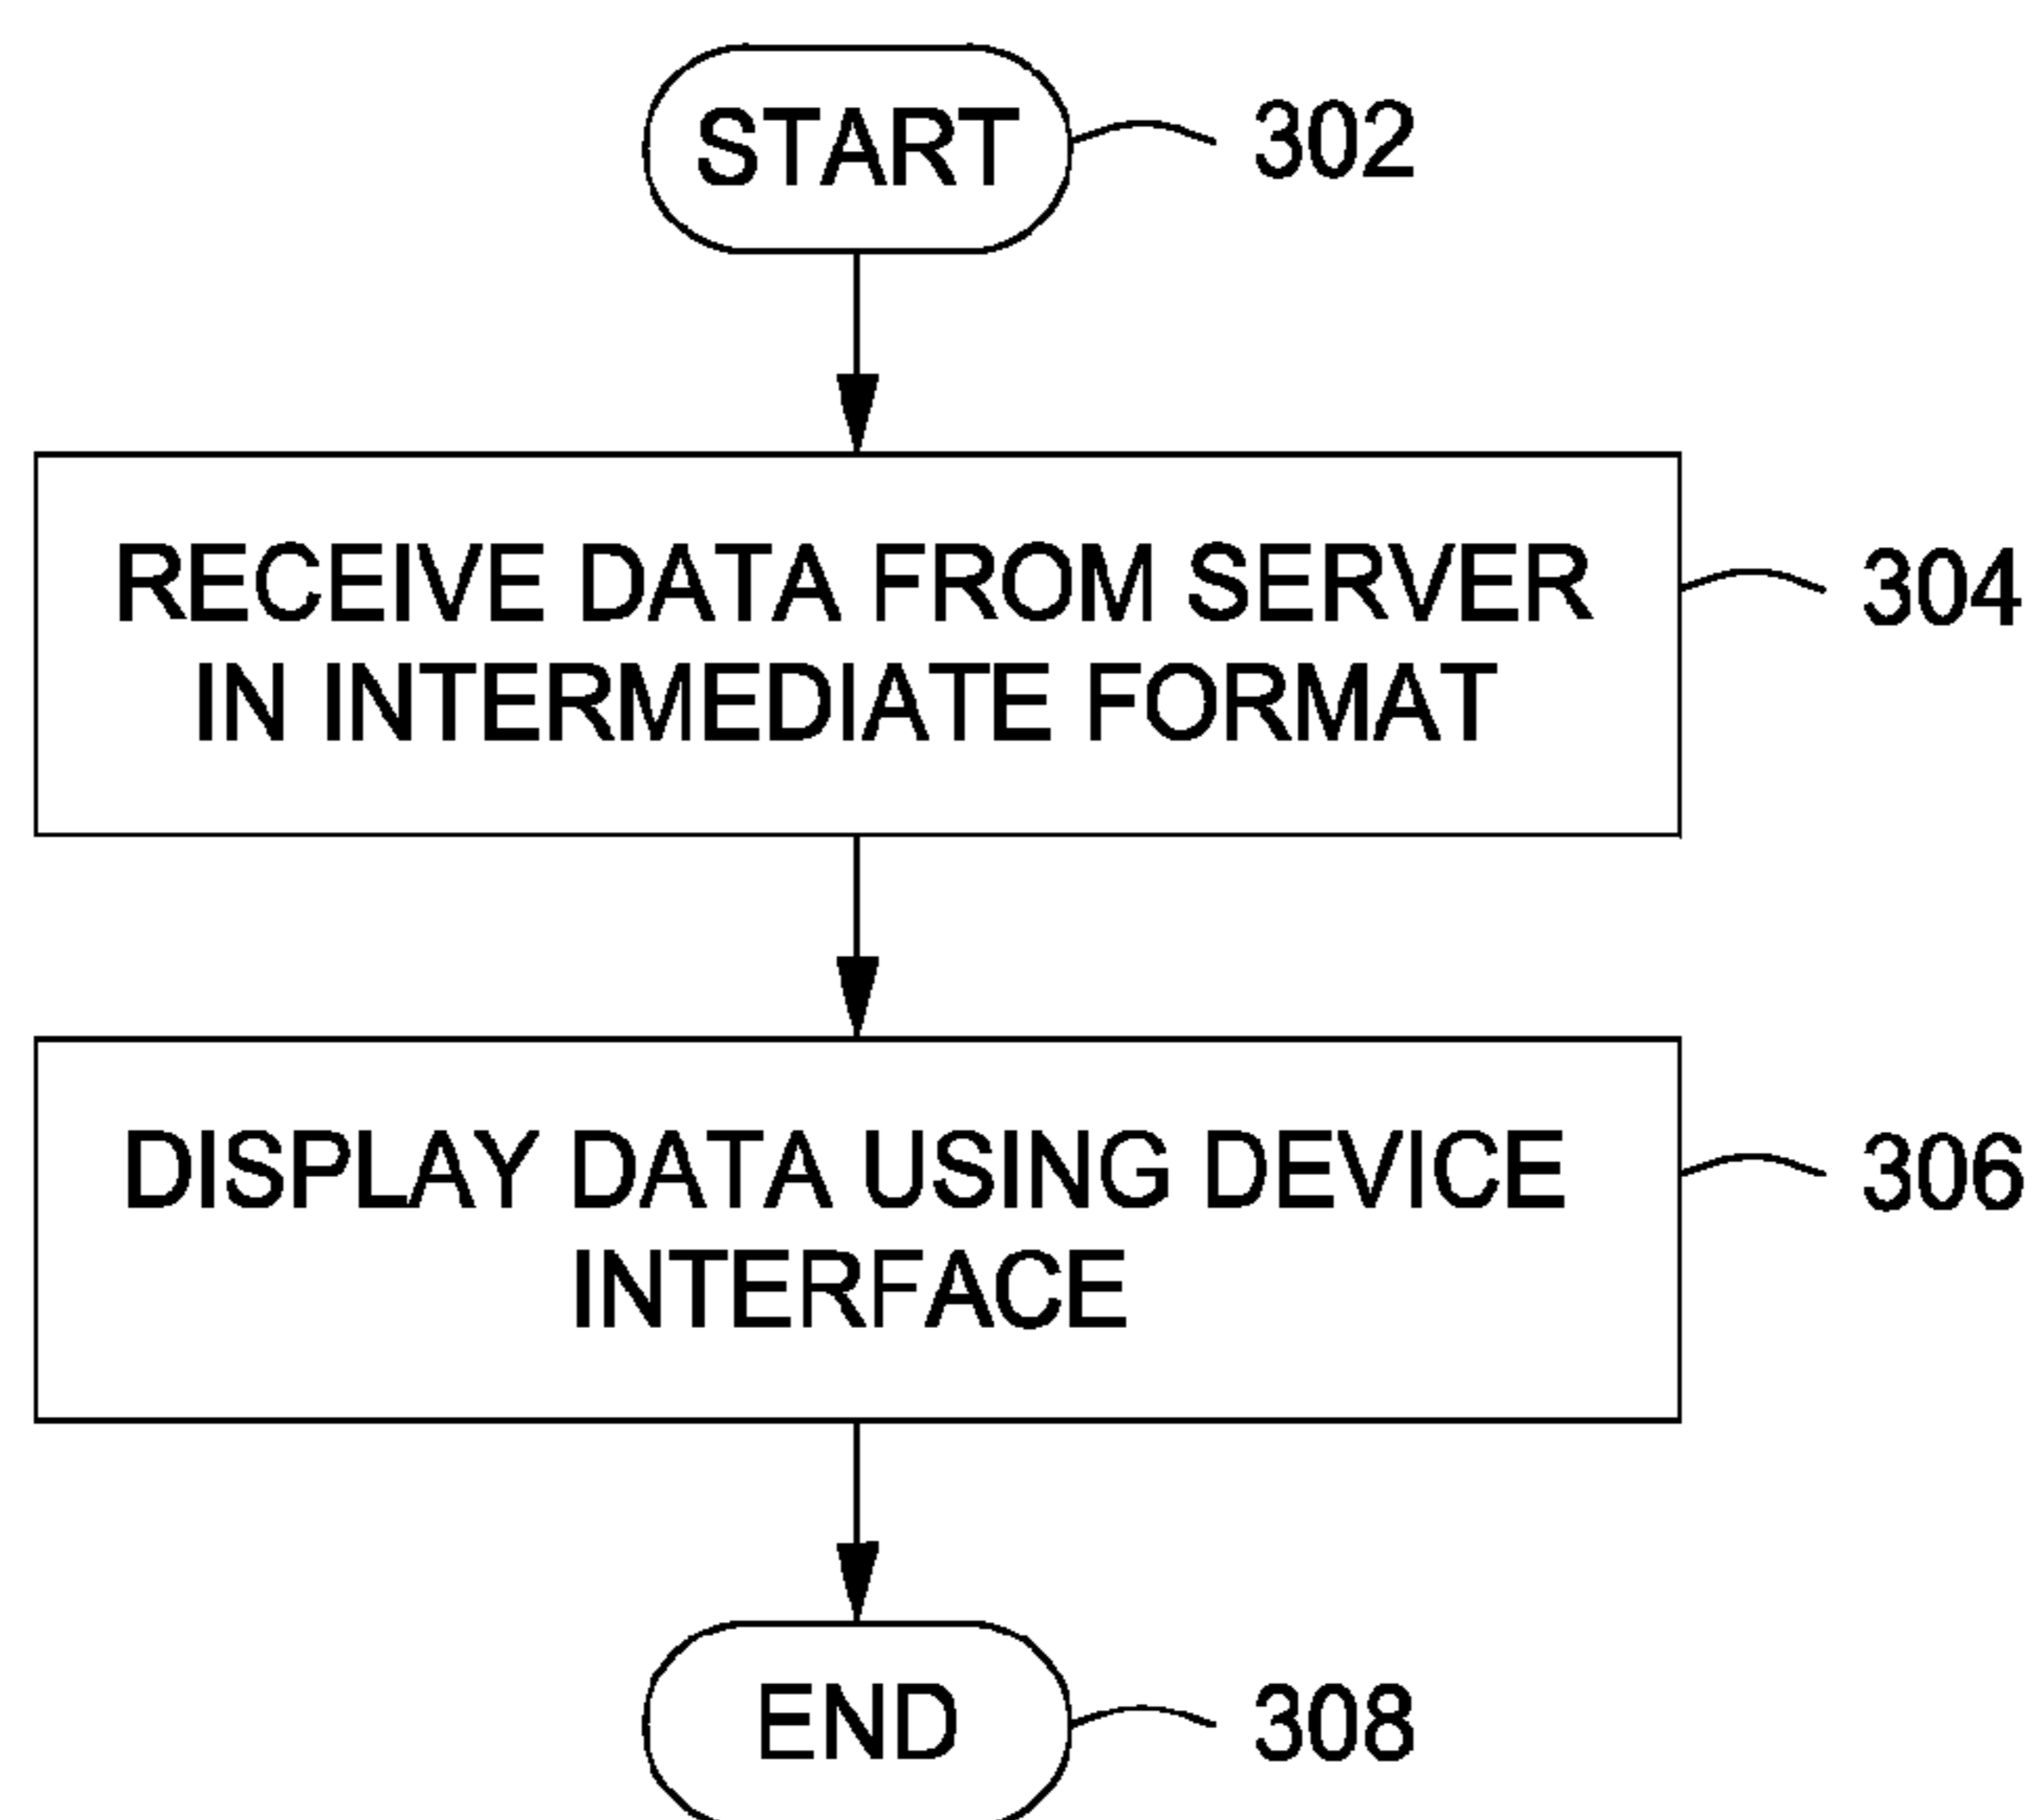 START
302
RECEIVE DATA FROM SERVER
IN INTERMEDIATE FORMAT
304
DISPLAY DATA USING DEVICE
INTERFACE
306
END
308